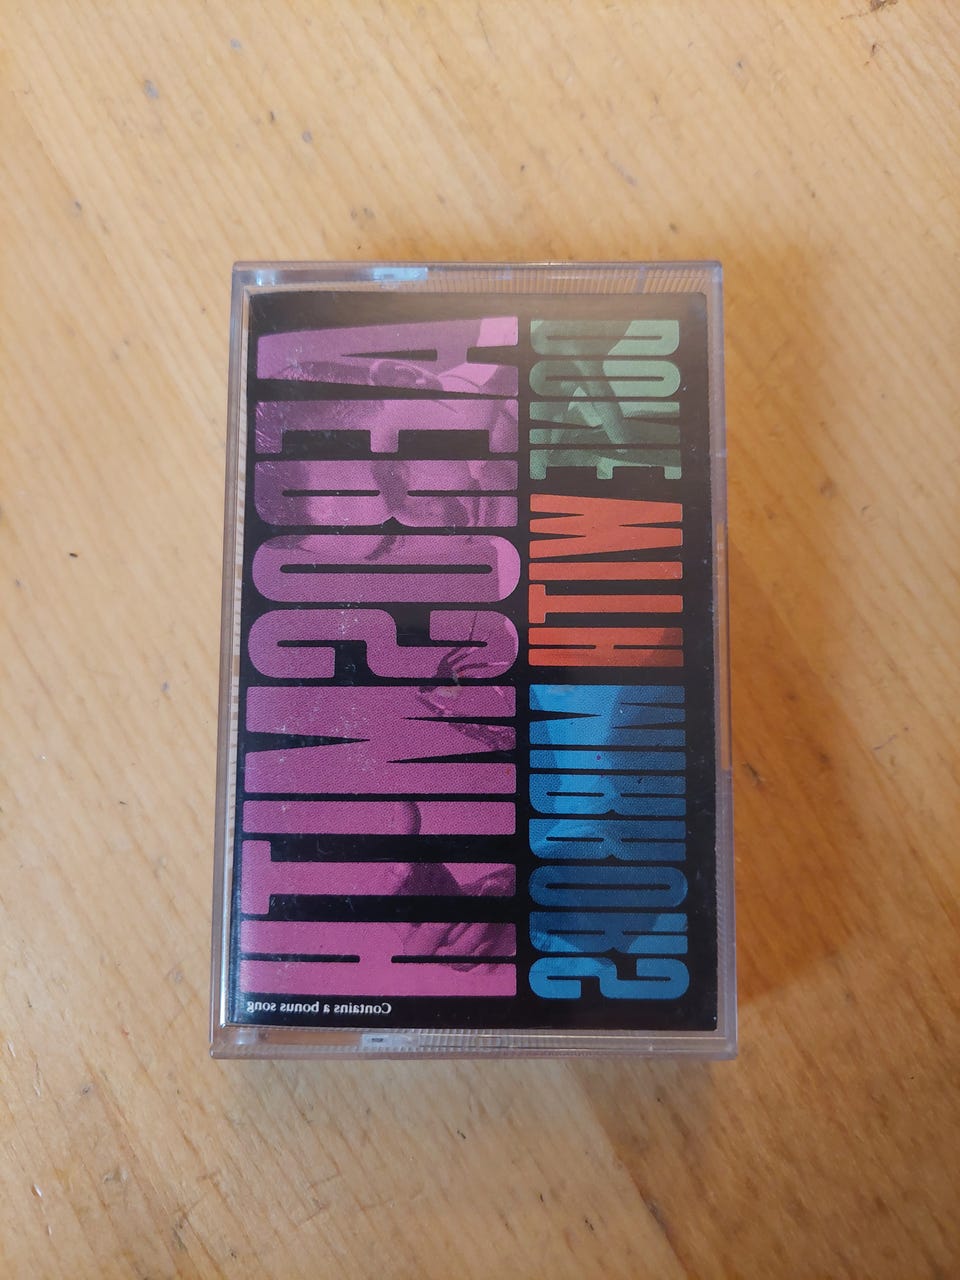 AEROSMITH
DONE WITH MIRRORS
Contains a bonus song